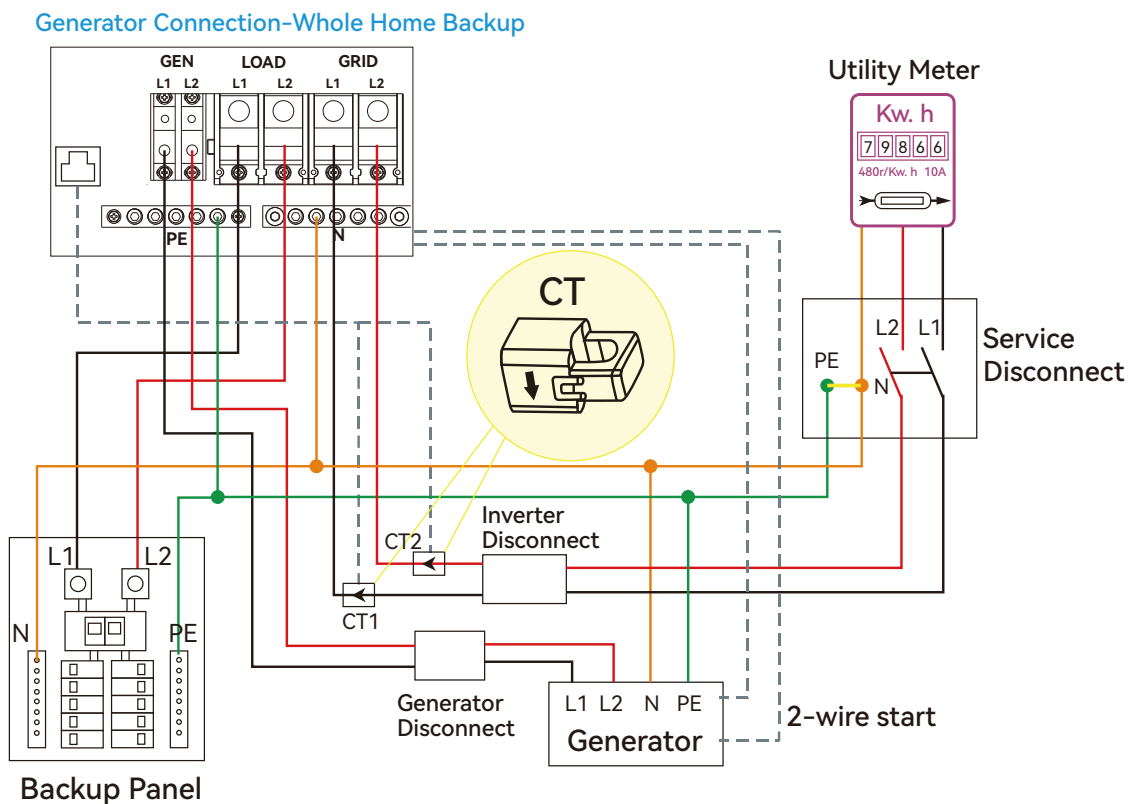 Generator Connection-Whole Home Backup
GEN
LOAD
GRID
L1
L2
L1
L2
L1
L2
PE
N
Utility Meter
Kw. h
79866
480r/Kw. h 10A
CT
L2
L1
PE
N
Service
Disconnect
Inverter
Disconnect
CT2
CT1
L1
L2
N
PE
Backup Panel
Generator
Disconnect
L1
L2
N
PE
Generator
2-wire start